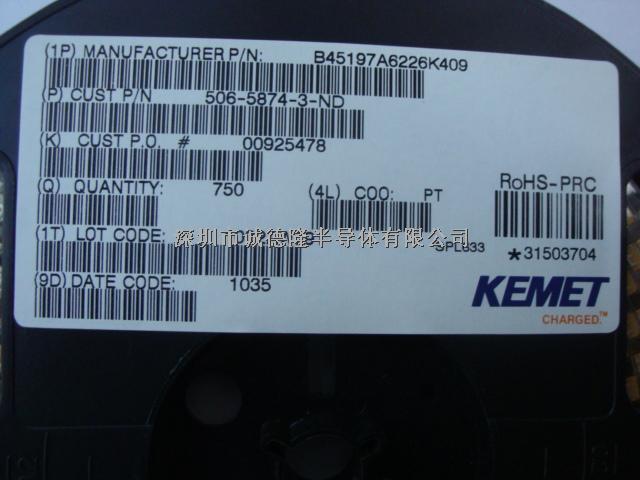 (1P) MANUFACTURER P/N: B45197A6226K409
(P) CUST P/N 506-5874-3-ND
(K) CUST P.O. # 00925478
(Q) QUANTITY: 750
(4L) COO: PT
RoHS-PRC
(1T) LOT CODE:
深圳市诚德隆半导体有限公司
SPL833
*31503704
(9D) DATE CODE: 1035
KEMET
CHARGED.™